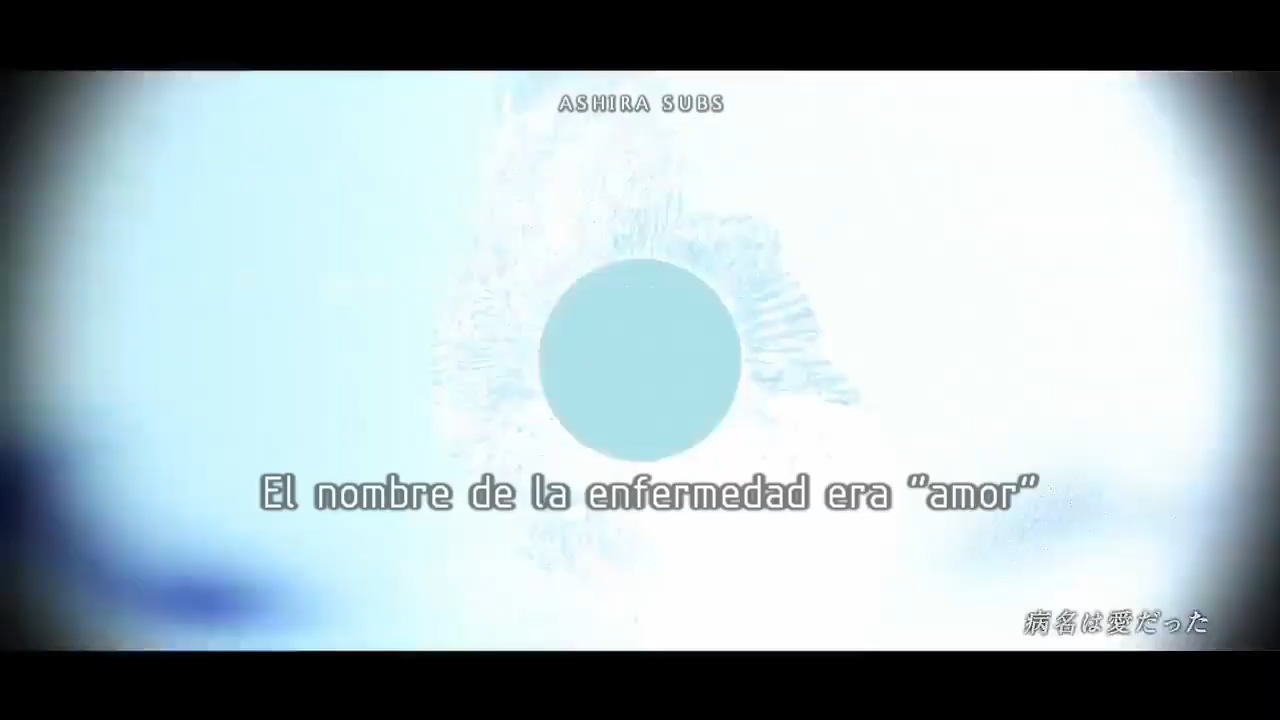 ASHIRA SUBS
El nombre de la enfermedad era “amor“
病名は愛だった